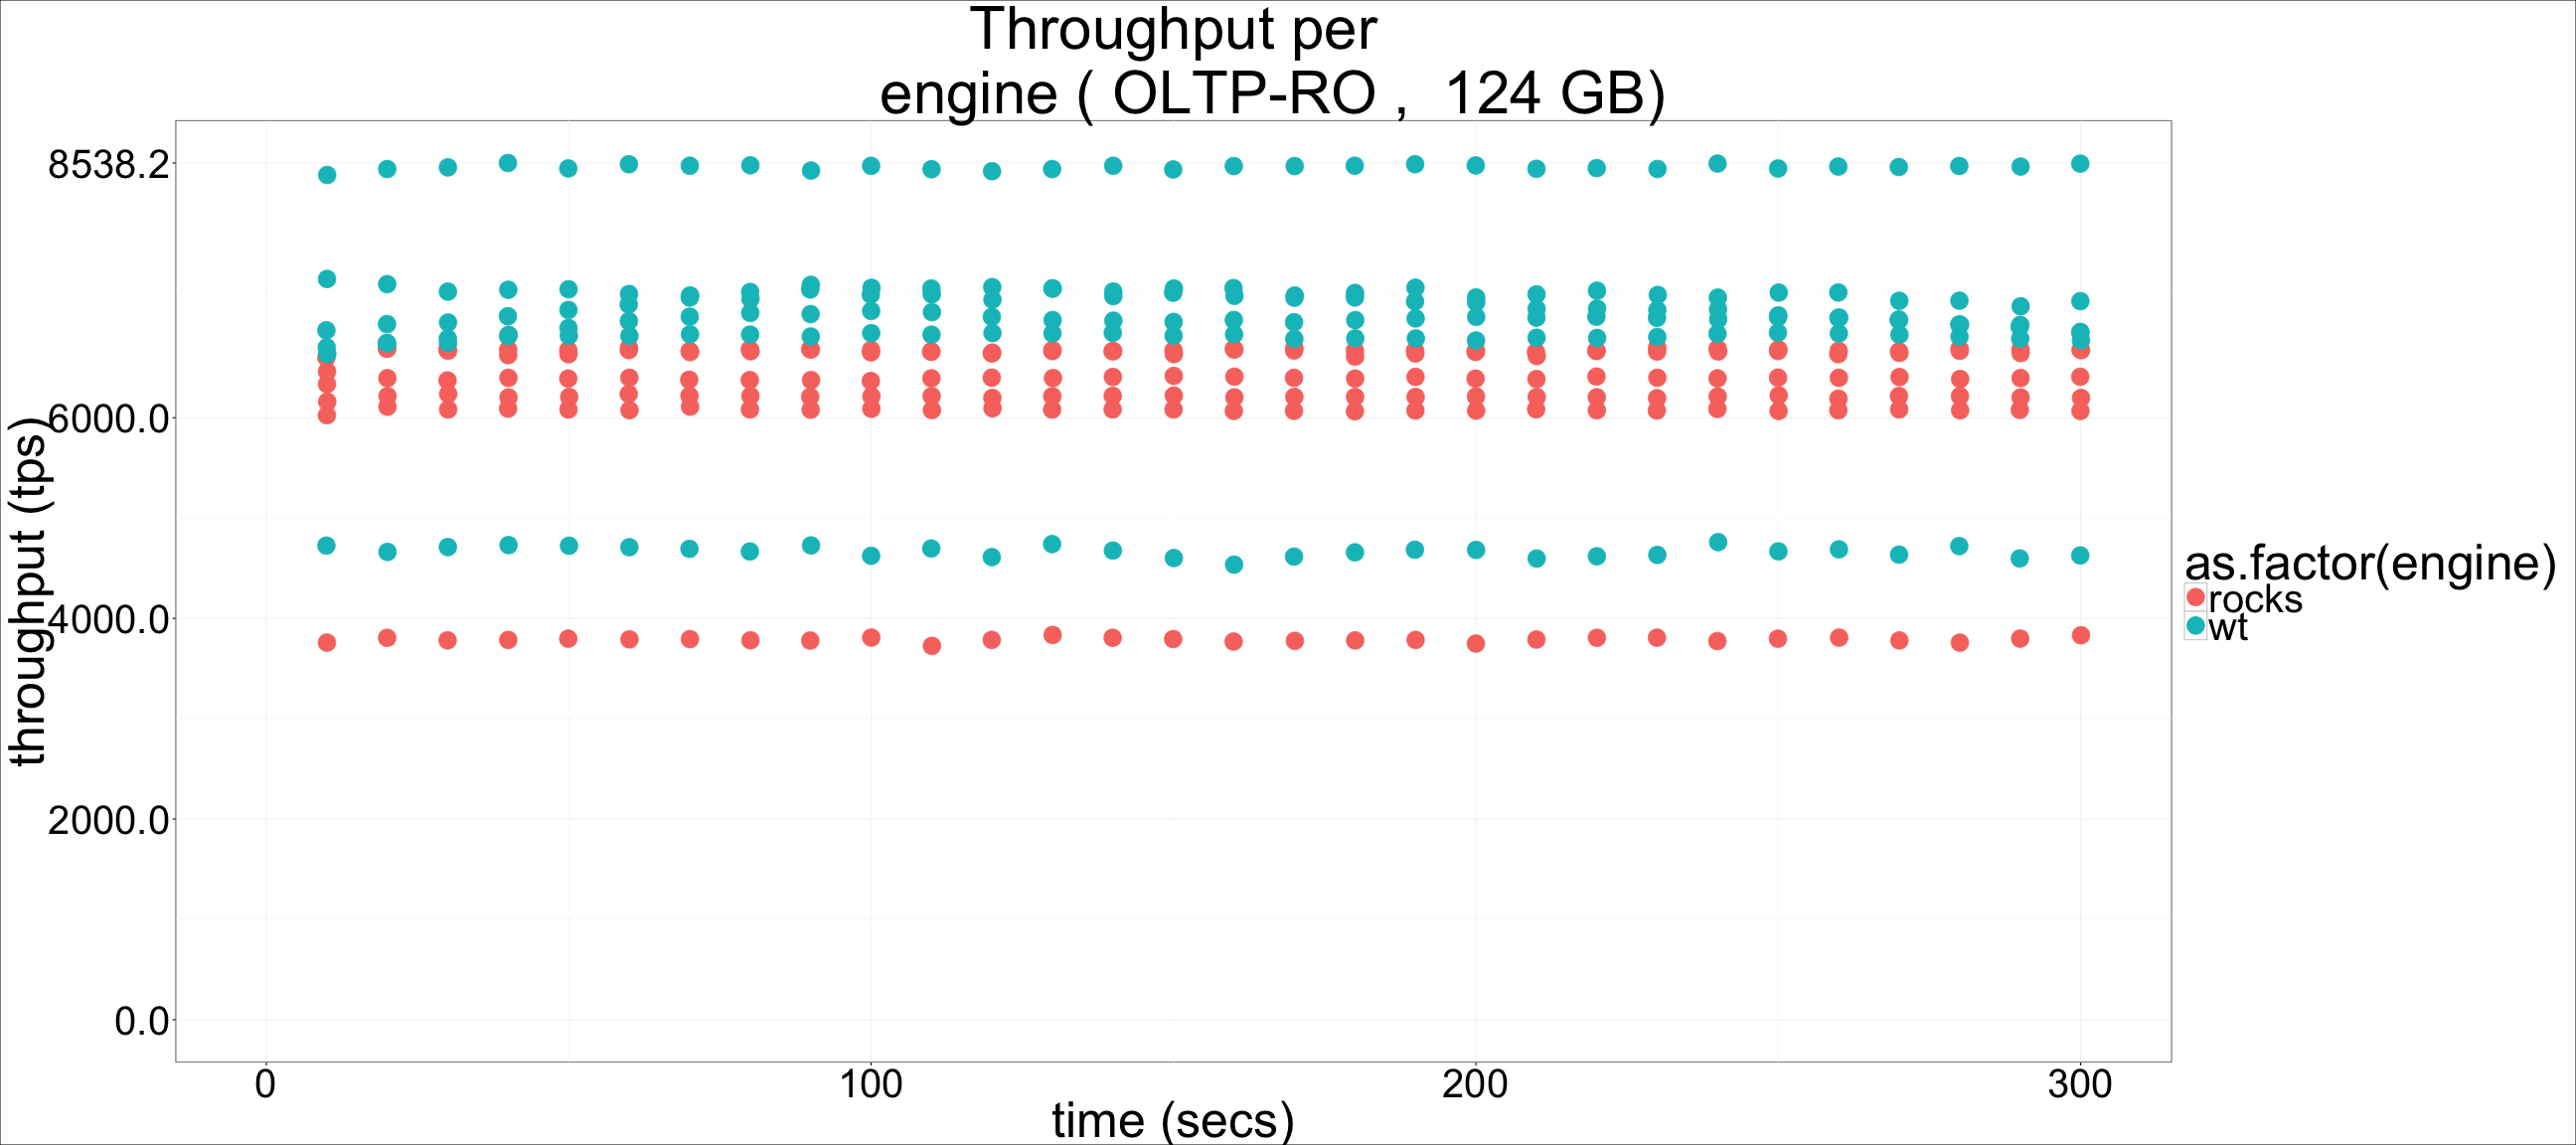 Throughput per
engine ( OLTP-RO ,  124 GB)
8538.2
6000.0
4000.0
2000.0
0.0
throughput (tps)
0
100
200
300
time (secs)
as.factor(engine)
rocks
wt